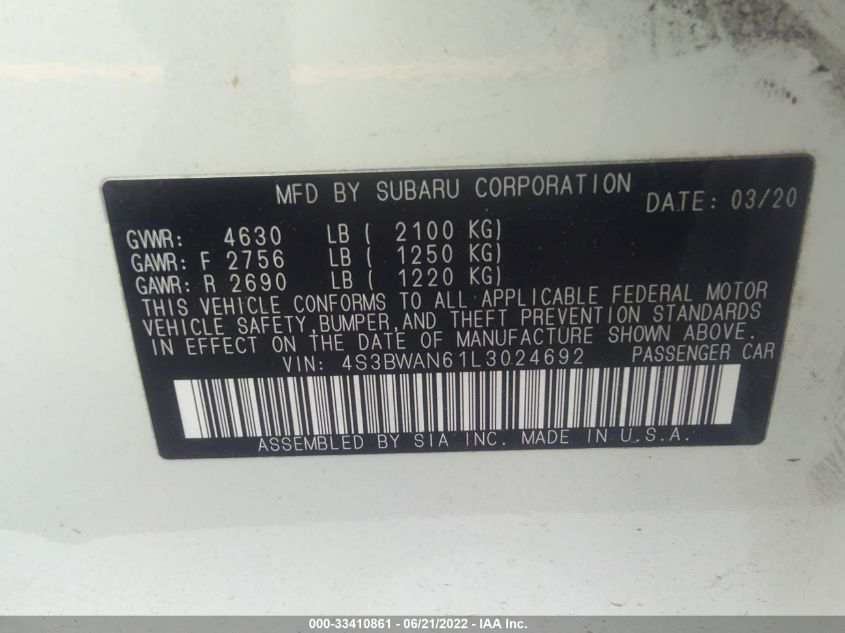 MFD BY SUBARU CORPORATION DATE: 03/20
GVWR: 4630 LB ( 2100 KG)
GAWR: F 2756 LB ( 1250 KG)
GAWR: R 2690 LB ( 1220 KG)
THIS VEHICLE CONFORMS TO ALL APPLICABLE FEDERAL MOTOR
VEHICLE SAFETY,BUMPER,AND THEFT PREVENTION STANDARDS
IN EFFECT ON THE DATE OF MANUFACTURE SHOWN ABOVE.
VIN: 4S3BWAN61L3024692 PASSENGER CAR
ASSEMBLED BY SIA INC. MADE IN U.S.A.
000-33410861 - 06/21/2022 - IAA Inc.